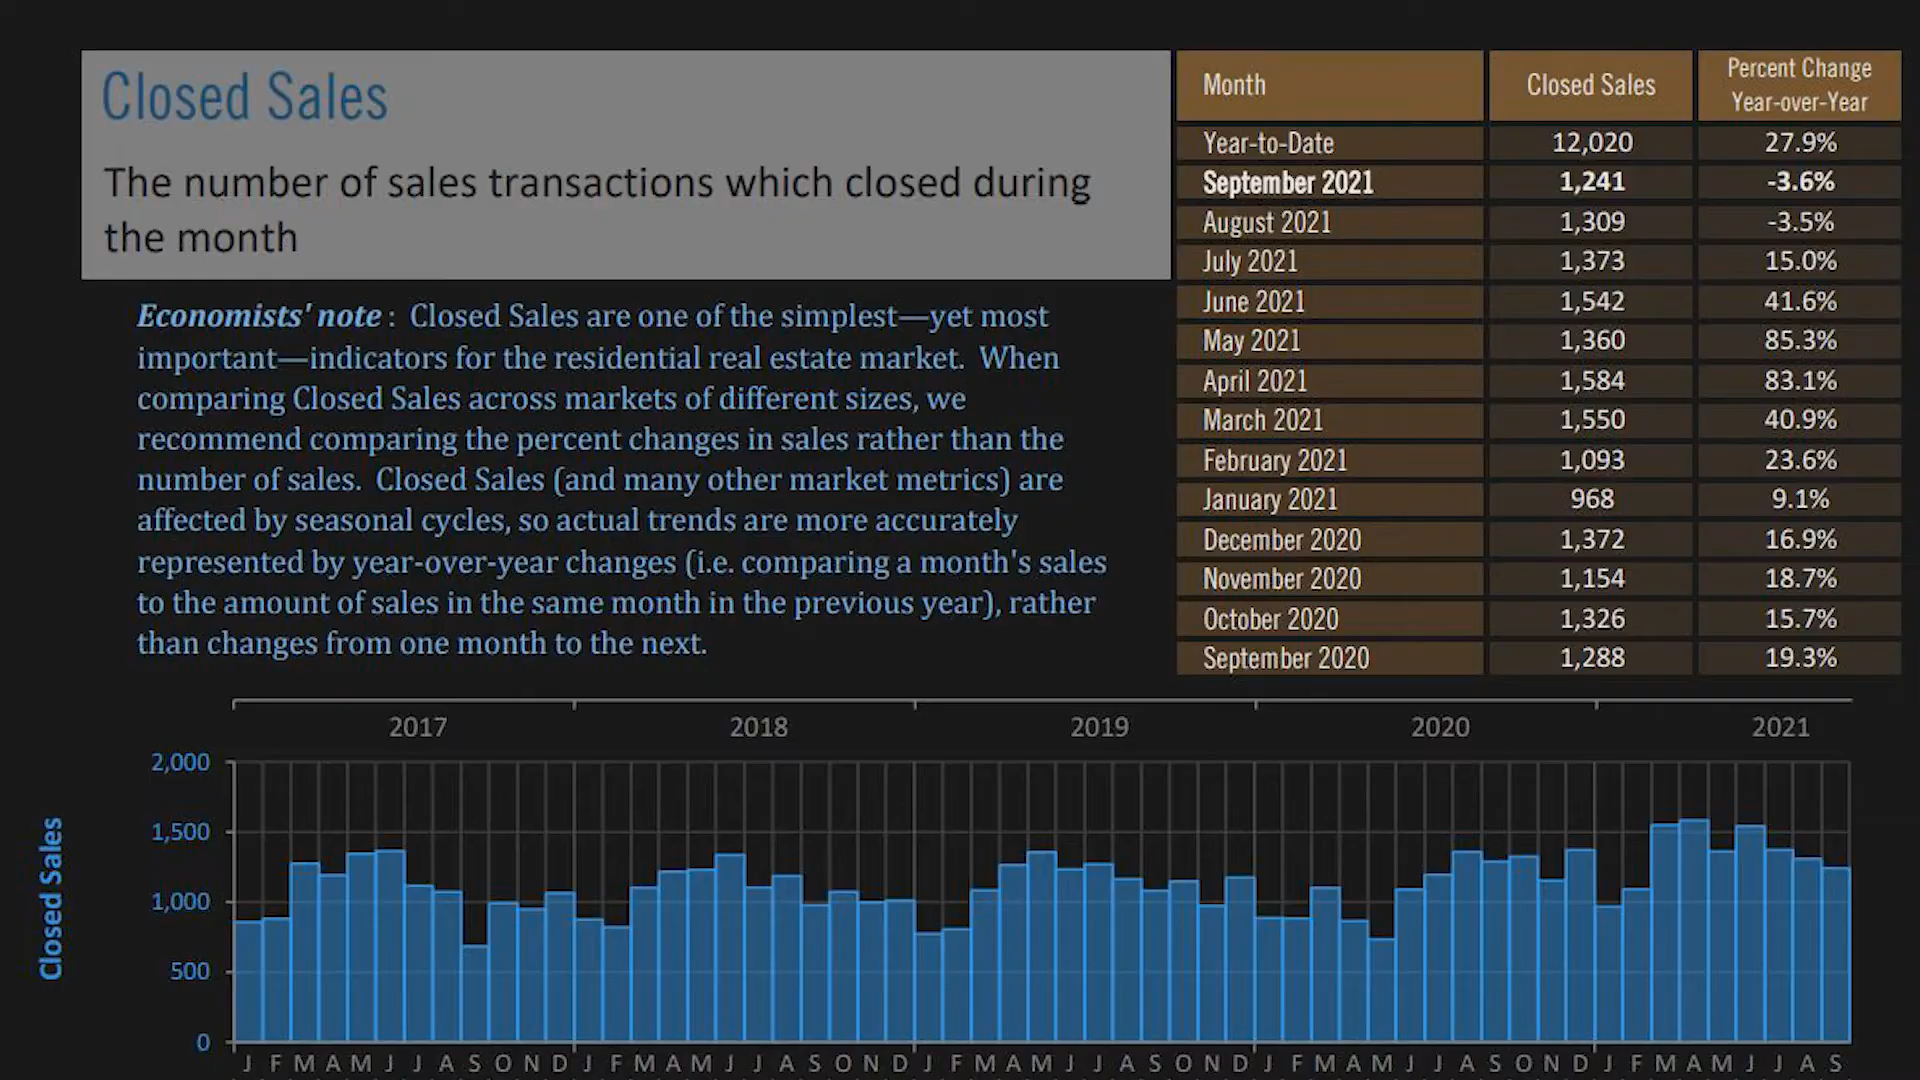 Closed Sales
The number of sales transactions which closed during
the month
Economists' note : Closed Sales are one of the simplest—yet most
important—indicators for the residential real estate market. When
comparing Closed Sales across markets of different sizes, we
recommend comparing the percent changes in sales rather than the
number of sales. Closed Sales (and many other market metrics) are
affected by seasonal cycles, so actual trends are more accurately
represented by year-over-year changes (i.e. comparing a month's sales
to the amount of sales in the same month in the previous year), rather
than changes from one month to the next.
Month Closed Sales Percent Change Year-over-Year
Year-to-Date 12,020 27.9%
September 2021 1,241 -3.6%
August 2021 1,309 -3.5%
July 2021 1,373 15.0%
June 2021 1,542 41.6%
May 2021 1,360 85.3%
April 2021 1,584 83.1%
March 2021 1,550 40.9%
February 2021 1,093 23.6%
January 2021 968 9.1%
December 2020 1,372 16.9%
November 2020 1,154 18.7%
October 2020 1,326 15.7%
September 2020 1,288 19.3%
2017 2018 2019 2020 2021
Closed Sales
2,000
1,500
1,000
500
0
J F M A M J J A S O N D J F M A M J J A S O N D J F M A M J J A S O N D J F M A M J J A S O N D J F M A M J J A S